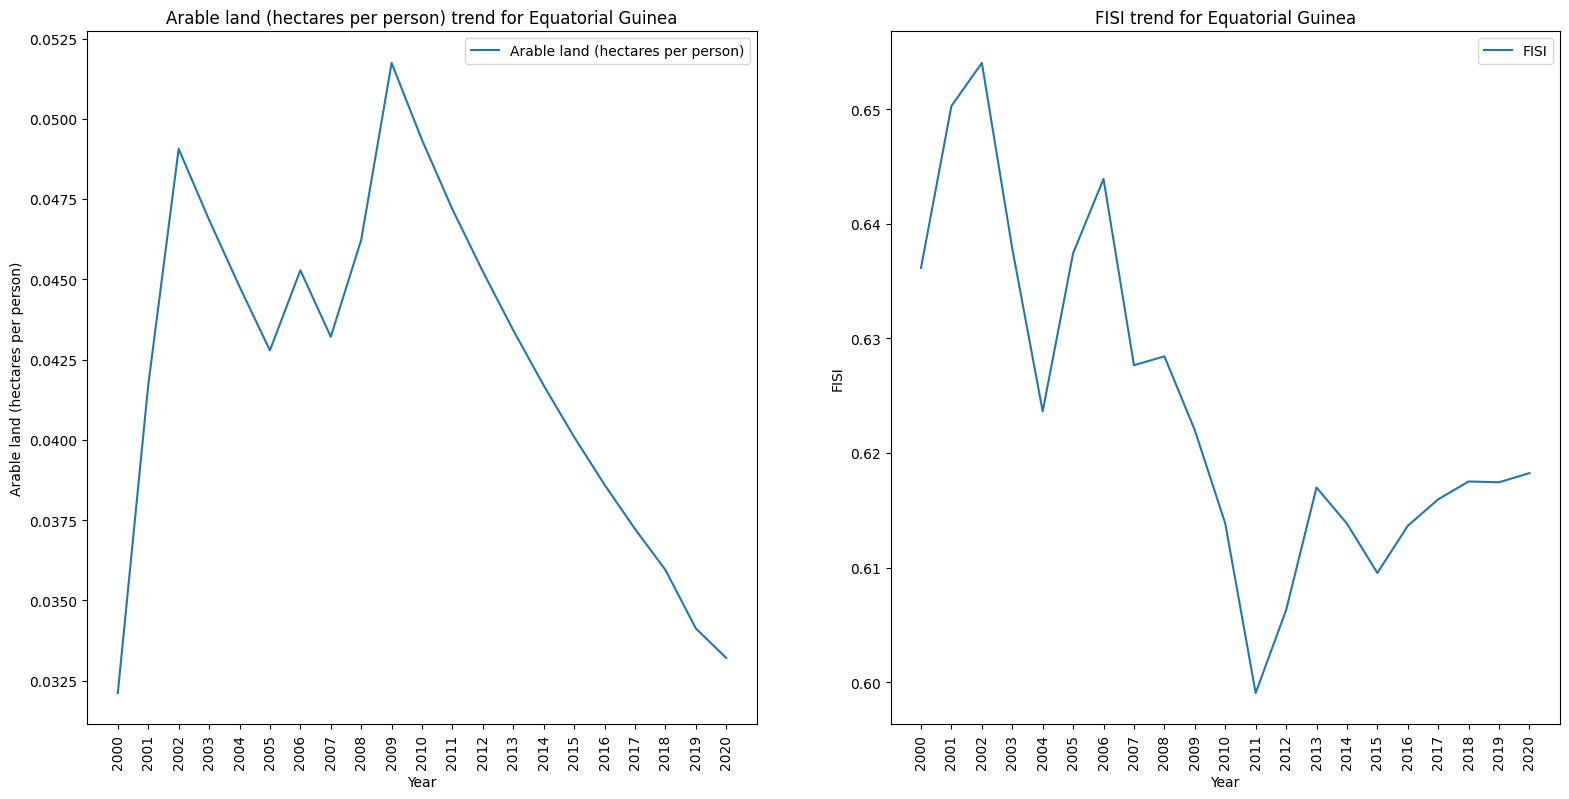 Arable land (hectares per person) trend for Equatorial Guinea
Arable land (hectares per person)
0.0525
0.0500
0.0475
0.0450
0.0425
0.0400
0.0375
0.0350
0.0325
Arable land (hectares per person)
2000 2001 2002 2003 2004 2005 2006 2007 2008 2009 2010 2011 2012 2013 2014 2015 2016 2017 2018 2019 2020
Year
FISI trend for Equatorial Guinea
FISI
0.65
0.64
0.63
0.62
0.61
0.60
FISI
2000 2001 2002 2003 2004 2005 2006 2007 2008 2009 2010 2011 2012 2013 2014 2015 2016 2017 2018 2019 2020
Year